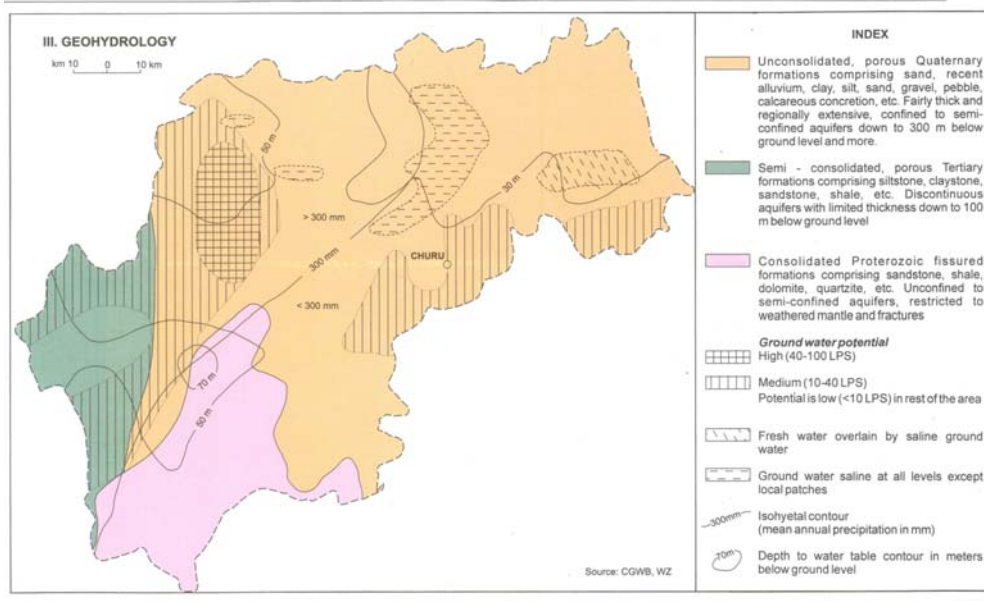 III. GEOHYDROLOGY
km 10 0 10 km
50 m
> 300 mm
300 mm
< 300 mm
30 m
CHURU
70 m
50 m
Source: CGWB, WZ
INDEX
Unconsolidated, porous Quaternary
formations comprising sand, recent
alluvium, clay, silt, sand, gravel, pebble,
calcareous concretion, etc. Fairly thick and
regionally extensive, confined to semi-
confined aquifers down to 300 m below
ground level and more.
Semi - consolidated, porous Tertiary
formations comprising siltstone, claystone,
sandstone, shale, etc. Discontinuous
aquifers with limited thickness down to 100
m below ground level
Consolidated Proterozoic fissured
formations comprising sandstone, shale,
dolomite, quartzite, etc. Unconfined to
semi-confined aquifers, restricted to
weathered mantle and fractures
Ground water potential
High (40-100 LPS)
Medium (10-40 LPS)
Potential is low (<10 LPS) in rest of the area
Fresh water overlain by saline ground
water
Ground water saline at all levels except
local patches
300mm
Isohyetal contour
(mean annual precipitation in mm)
70m
Depth to water table contour in meters
below ground level